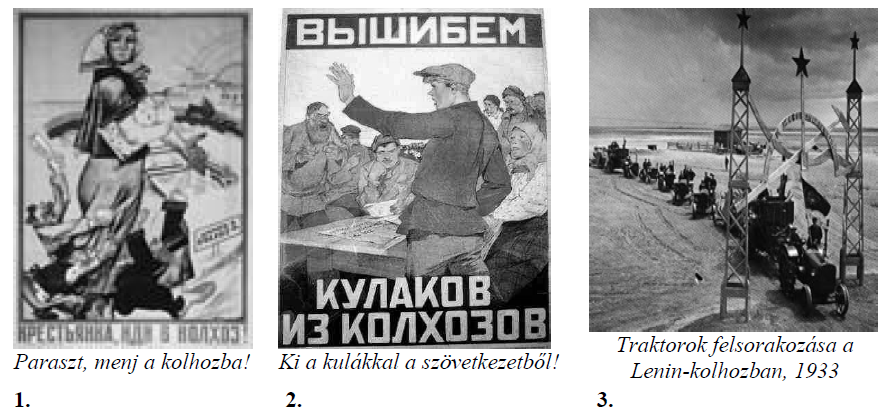 КРЕСТЬЯНКА, ИДИ В КОЛХОЗ!
Paraszt, menj a kolhozba!
1.
ВЫШИБЕМ
КУЛАКОВ
ИЗ КОЛХОЗОВ
Ki a kulákkal a szövetkezetből!
2.
Traktorok felsorakozása a
Lenin-kolhozban, 1933
3.